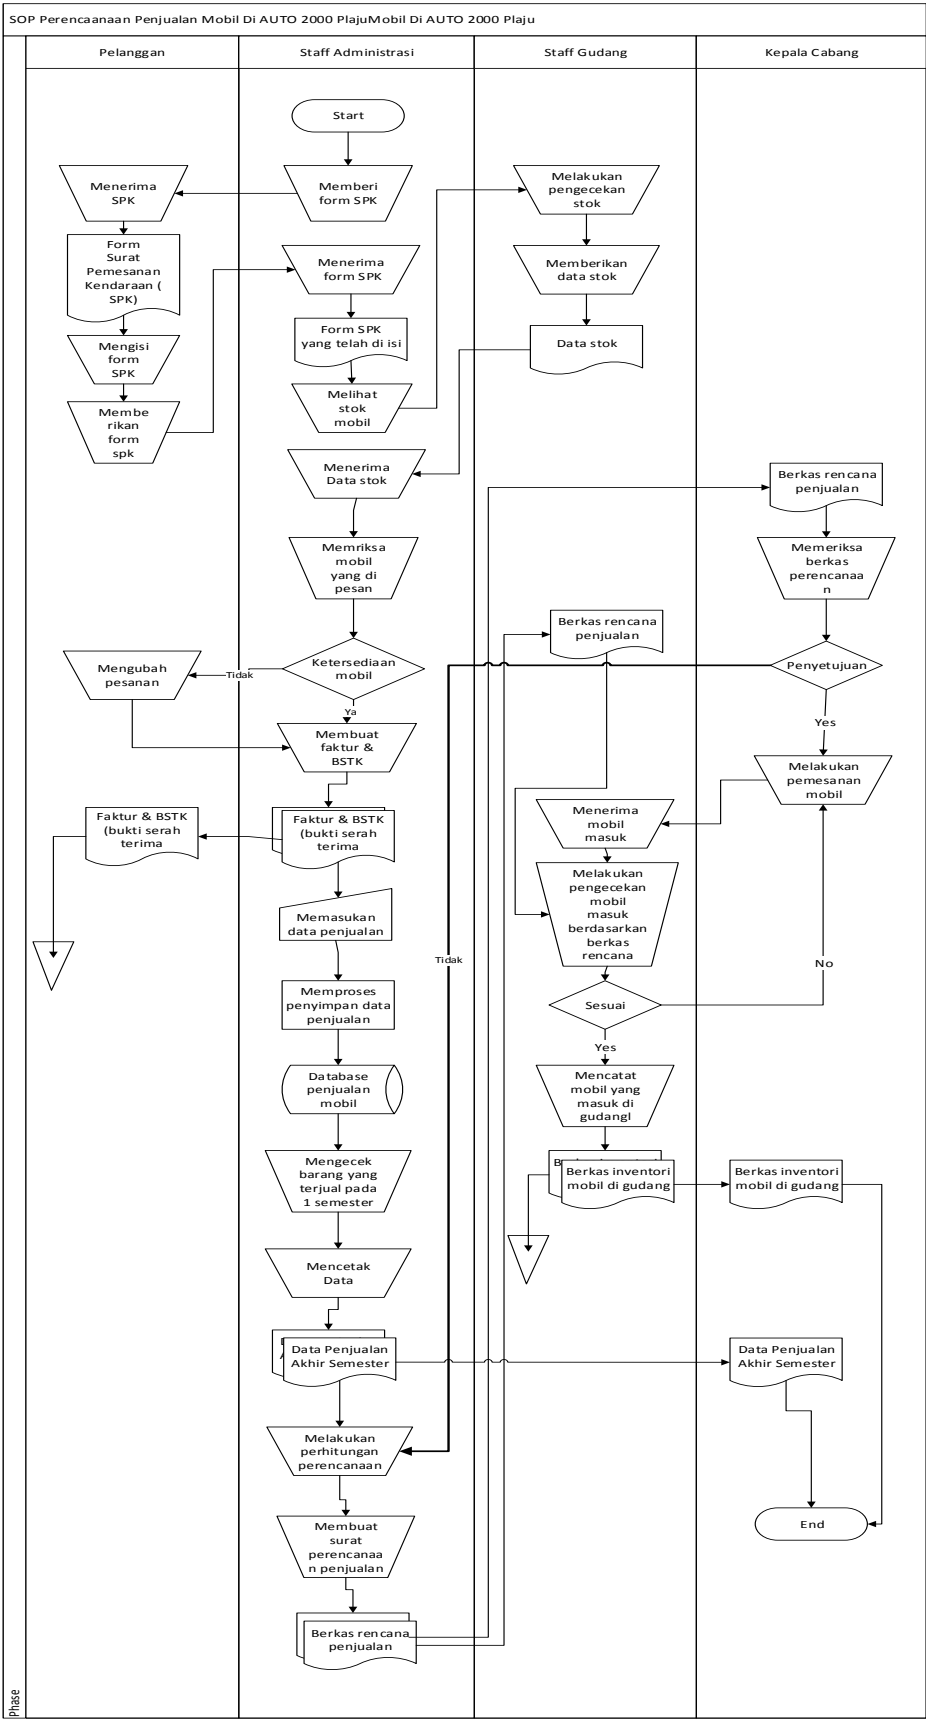 SOP Perencaanaan Penjualan Mobil Di AUTO 2000 PlajuMobil Di AUTO 2000 Plaju
Pelanggan
Staff Administrasi
Staff Gudang
Kepala Cabang
Start
Menerima
SPK
Memberi
form SPK
Melakukan
pengecekan
stok
Form
Surat
Pemesanan
Kendaraan (
SPK)
Menerima
form SPK
Memberikan
data stok
Form SPK
yang telah di isi
Data stok
Mengisi
form
SPK
Melihat
stok
mobil
Membe
rikan
form
spk
Menerima
Data stok
Berkas rencana
penjualan
Memriksa
mobil
yang di
pesan
Memeriksa
berkas
perencanaa
n
Berkas rencana
penjualan
Ketersediaan
mobil
Mengubah
pesanan
Tidak
Penyetujuan
Ya
Yes
Membuat
faktur &
BSTK
Melakukan
pemesanan
mobil
Faktur & BSTK
(bukti serah
terima
Faktur & BSTK
(bukti serah
terima
Menerima
mobil
masuk
Melakukan
pengecekan
mobil
masuk
berdasarkan
berkas
rencana
Memasukan
data penjualan
Tidak
No
Memproses
penyimpan data
penjualan
Sesuai
Yes
Database
penjualan
mobil
Mencatat
mobil yang
masuk di
gudangl
Mengecek
barang yang
terjual pada
1 semester
Berkas inventori
mobil di gudang
Berkas inventori
mobil di gudang
Mencetak
Data
Data Penjualan
Akhir Semester
Data Penjualan
Akhir Semester
Melakukan
perhitungan
perencanaan
Membuat
surat
perencanaa
n penjualan
End
Berkas rencana
penjualan
Phase